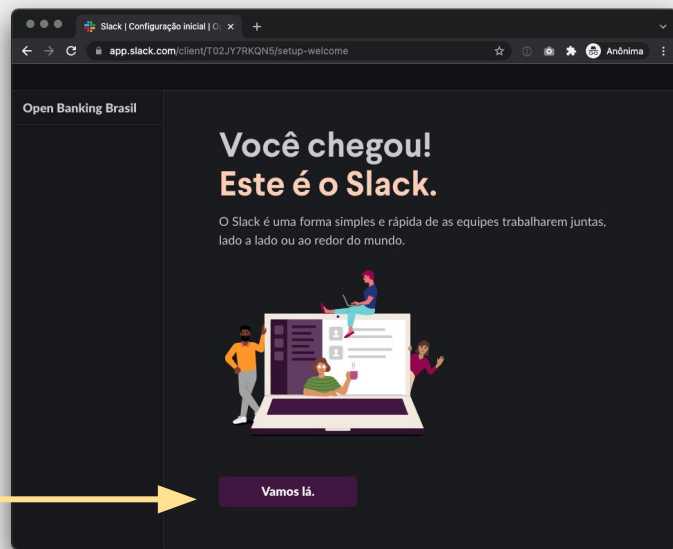 Slack | Configuração inicial | O
app.slack.com/client/T02JY7RKQN5/setup-welcome
Anônima
Open Banking Brasil
Você chegou!
Este é o Slack.
O Slack é uma forma simples e rápida de as equipes trabalharem juntas,
lado a lado ou ao redor do mundo.
Vamos lá.